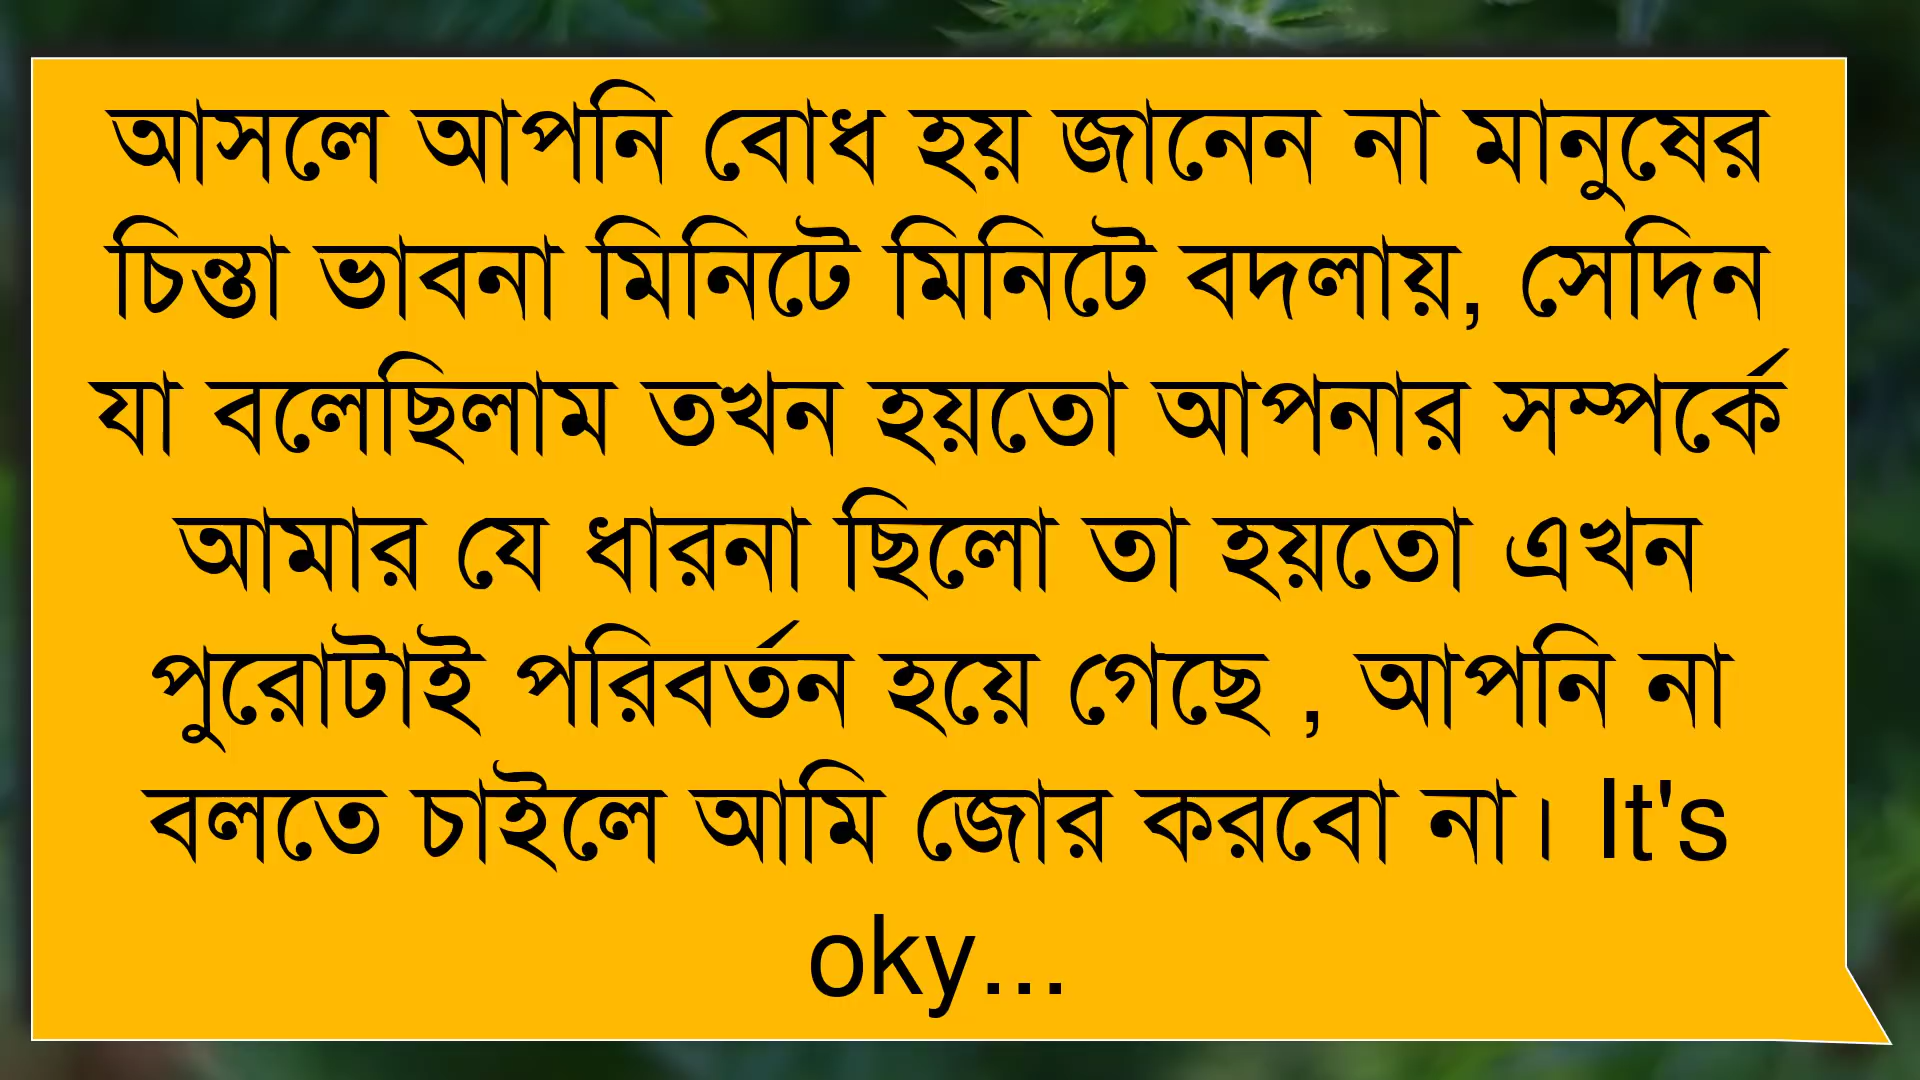 আসলে আপনি বোধ হয় জানেন না মানুষের
চিন্তা ভাবনা মিনিটে মিনিটে বদলায়, সেদিন
যা বলেছিলাম তখন হয়তো আপনার সম্পর্কে
আমার যে ধারনা ছিলো তা হয়তো এখন
পুরোটাই পরিবর্তন হয়ে গেছে , আপনি না
বলতে চাইলে আমি জোর করবো না। It's
oky...